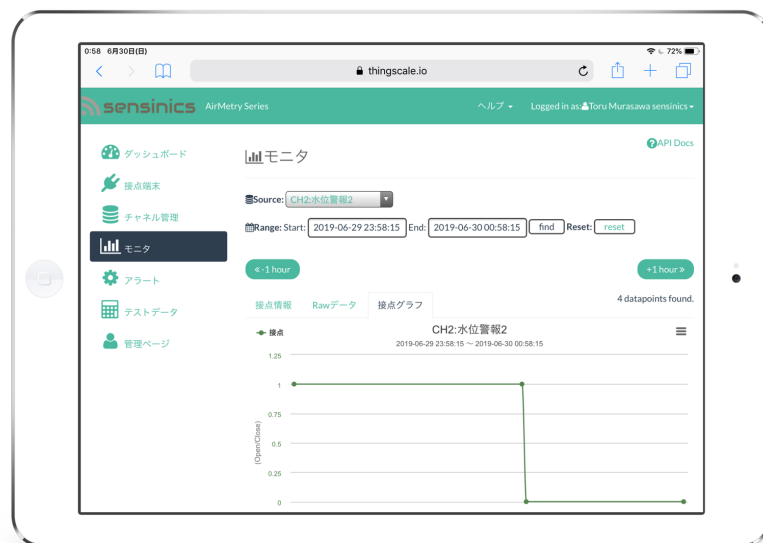 0:58 6月30日(日)
72%
thingscale.io
sensinics AirMetry Series ヘルプ Logged in as: Toru Murasawa sensinics
API Docs
ダッシュボード
接点端末
チャネル管理
モニタ
アラート
テストデータ
管理ページ
モニタ
Source: CH2:水位警報2
Range: Start: 2019-06-29 23:58:15 End: 2019-06-30 00:58:15 find Reset: reset
« -1 hour
+1 hour »
接点情報 Rawデータ 接点グラフ
4 datapoints found.
接点
CH2:水位警報2
2019-06-29 23:58:15 ～ 2019-06-30 00:58:15
(Open/Close)
1.25
1
0.75
0.5
0.25
0